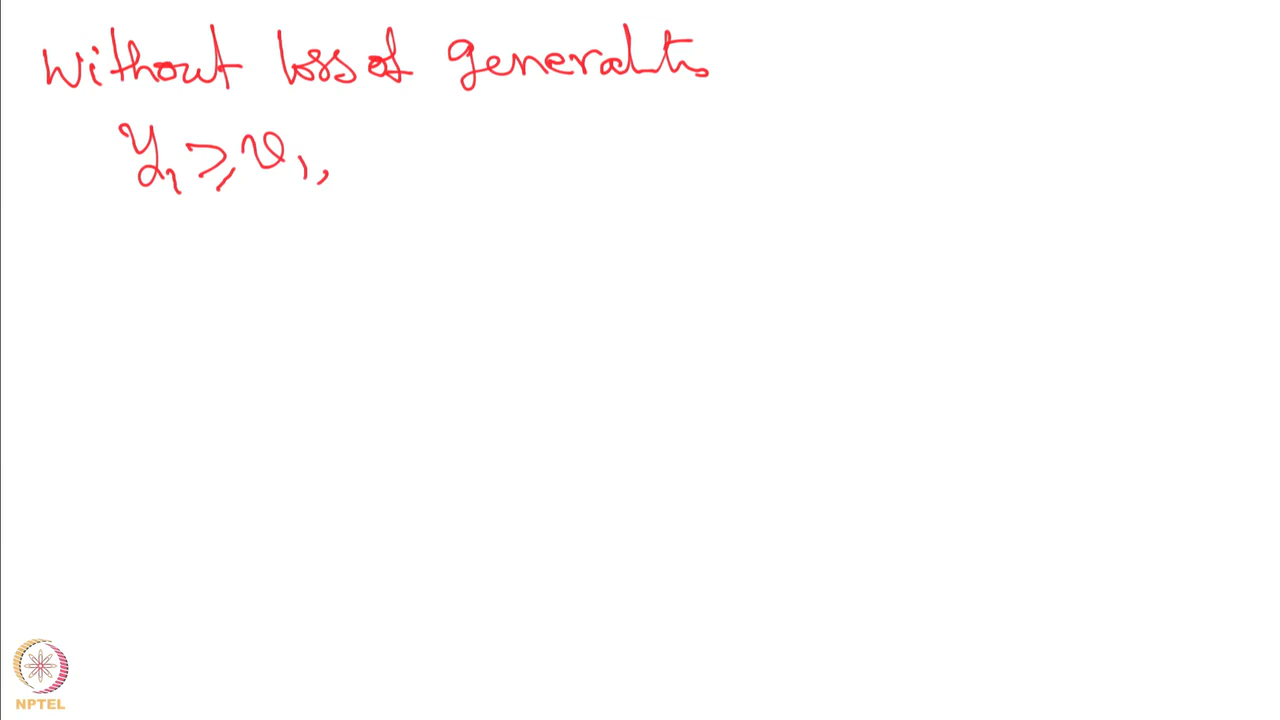 Without loss of generality
y₁ ⩾ v₁,
NPTEL